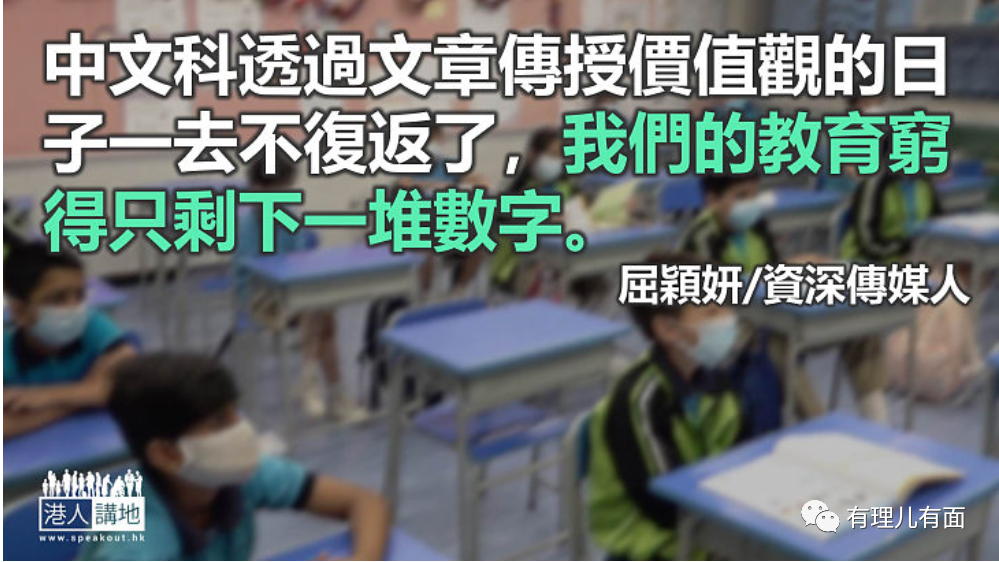 中文科透過文章傳授價值觀的日
子一去不復返了，我們的教育窮
得只剩下一堆數字。
屈穎妍/資深傳媒人
港人講地
www.speakout.hk
有理儿有面